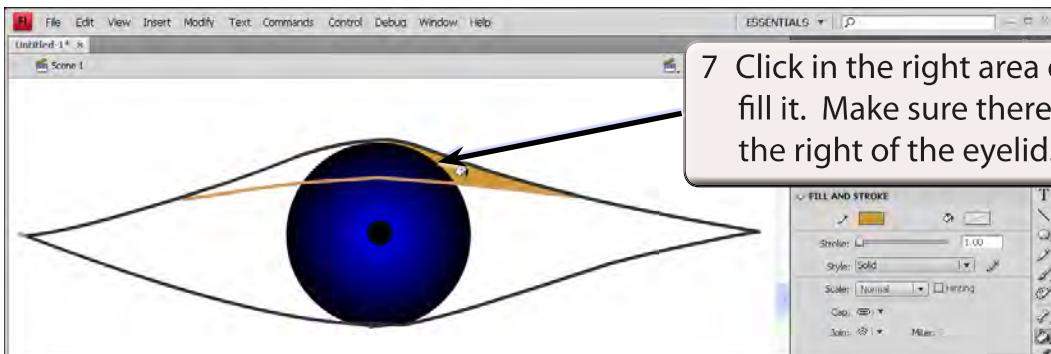 FL File Edit View Insert Modify Text Commands Control Debug Window Help ESSENTIALS
Untitled-1*
Scene 1
7 Click in the right area
fill it. Make sure there
the right of the eyelid.
FILL AND STROKE
Stroke: 1.00
Style: Solid
Scale: Normal Hinting
Cap:
Join: Miter:
T